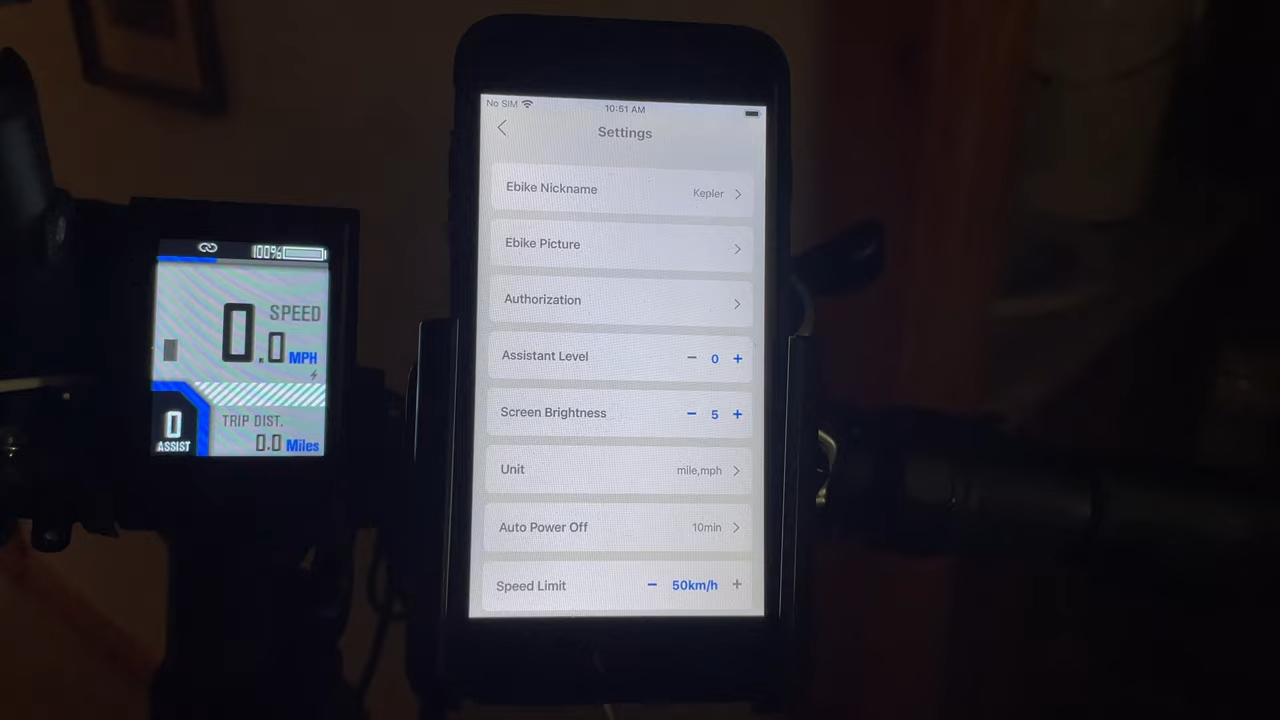 100%
SPEED
0.0 MPH
TRIP DIST.
0.0 Miles
0
ASSIST
No SIM
10:51 AM
Settings
Ebike Nickname Kepler
Ebike Picture
Authorization
Assistant Level − 0 +
Screen Brightness − 5 +
Unit mile,mph
Auto Power Off 10min
Speed Limit − 50km/h +